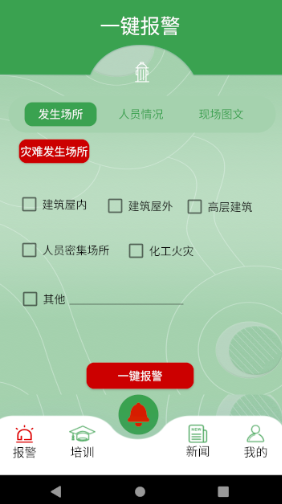 一键报警
发生场所 人员情况 现场图文
灾难发生场所
建筑屋内 建筑屋外 高层建筑
人员密集场所 化工火灾
其他
一键报警
报警 培训 新闻 我的